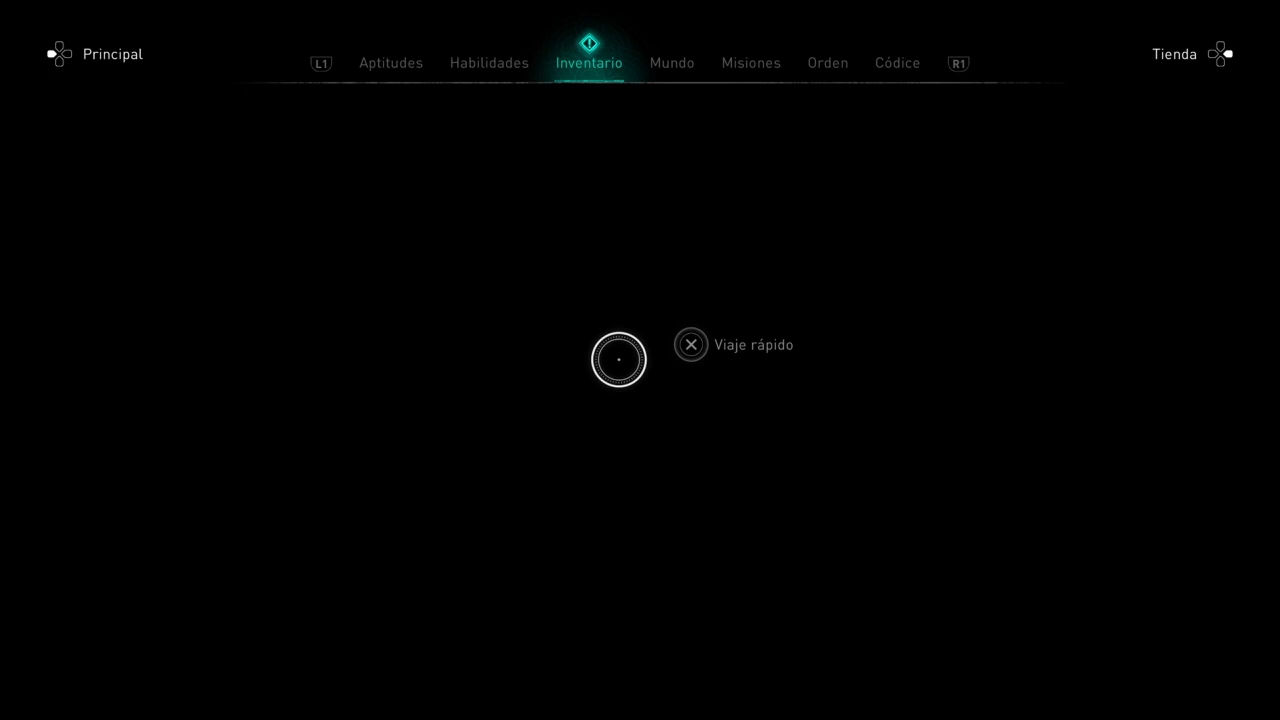 Principal
L1 Aptitudes Habilidades Inventario Mundo Misiones Orden Códice R1
Tienda
Viaje rápido